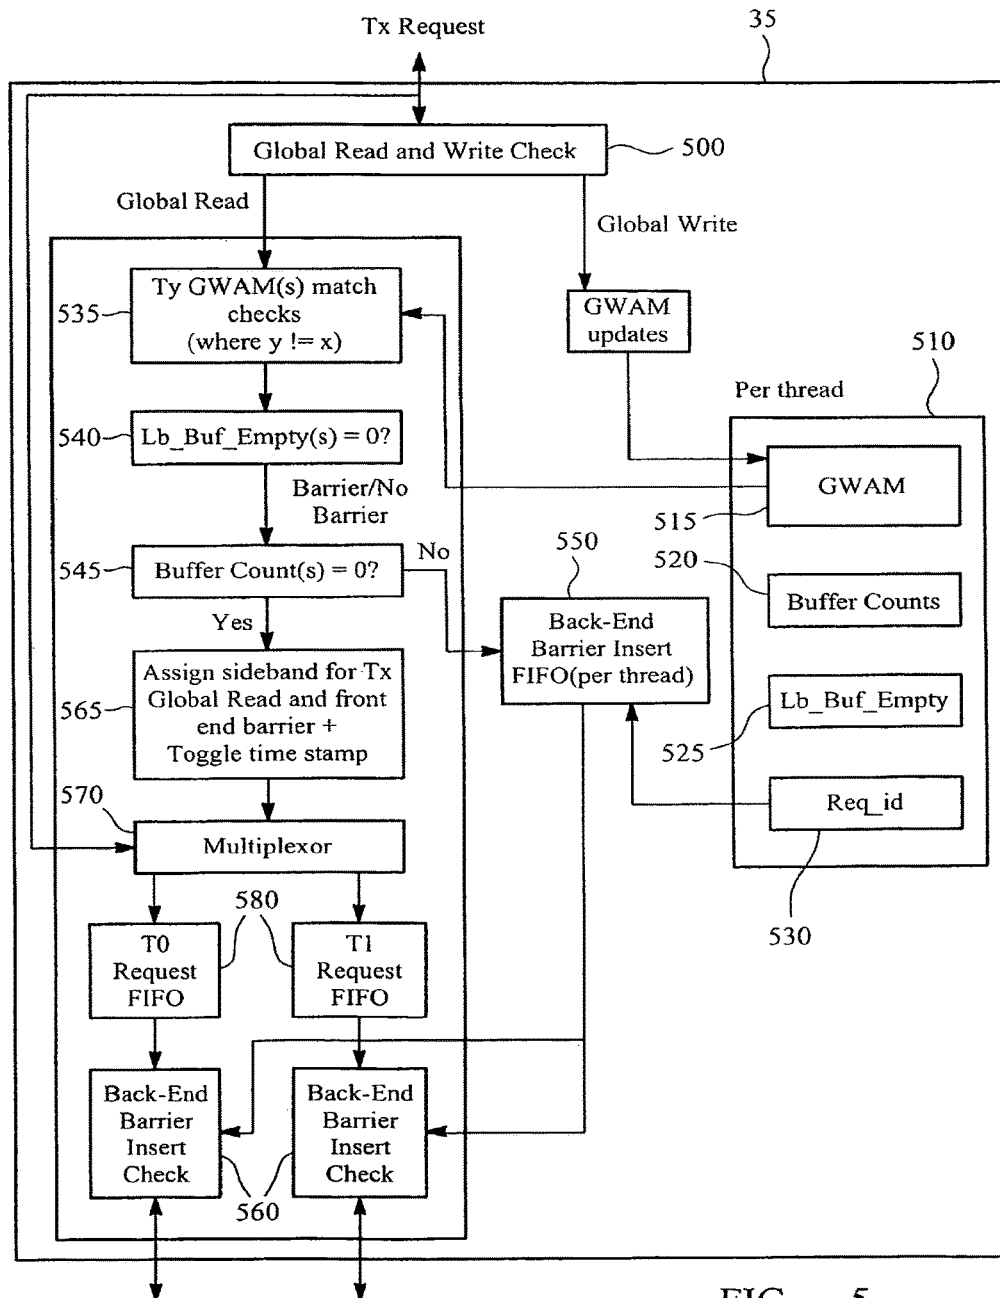 Tx Request
35
Global Read and Write Check
500
Global Read
Global Write
Ty GWAM(s) match
checks
(where y != x)
535
GWAM
updates
510
Per thread
540
Lb_Buf_Empty(s) = 0?
GWAM
515
Barrier/No
Barrier
545
Buffer Count(s) = 0?
No
550
520
Buffer Counts
Yes
Back-End
Barrier Insert
FIFO(per thread)
565
Assign sideband for Tx
Global Read and front
end barrier +
Toggle time stamp
Lb_Buf_Empty
525
570
Multiplexor
Req_id
530
580
T0
Request
FIFO
T1
Request
FIFO
Back-End
Barrier
Insert
Check
Back-End
Barrier
Insert
Check
560
FIG. 5